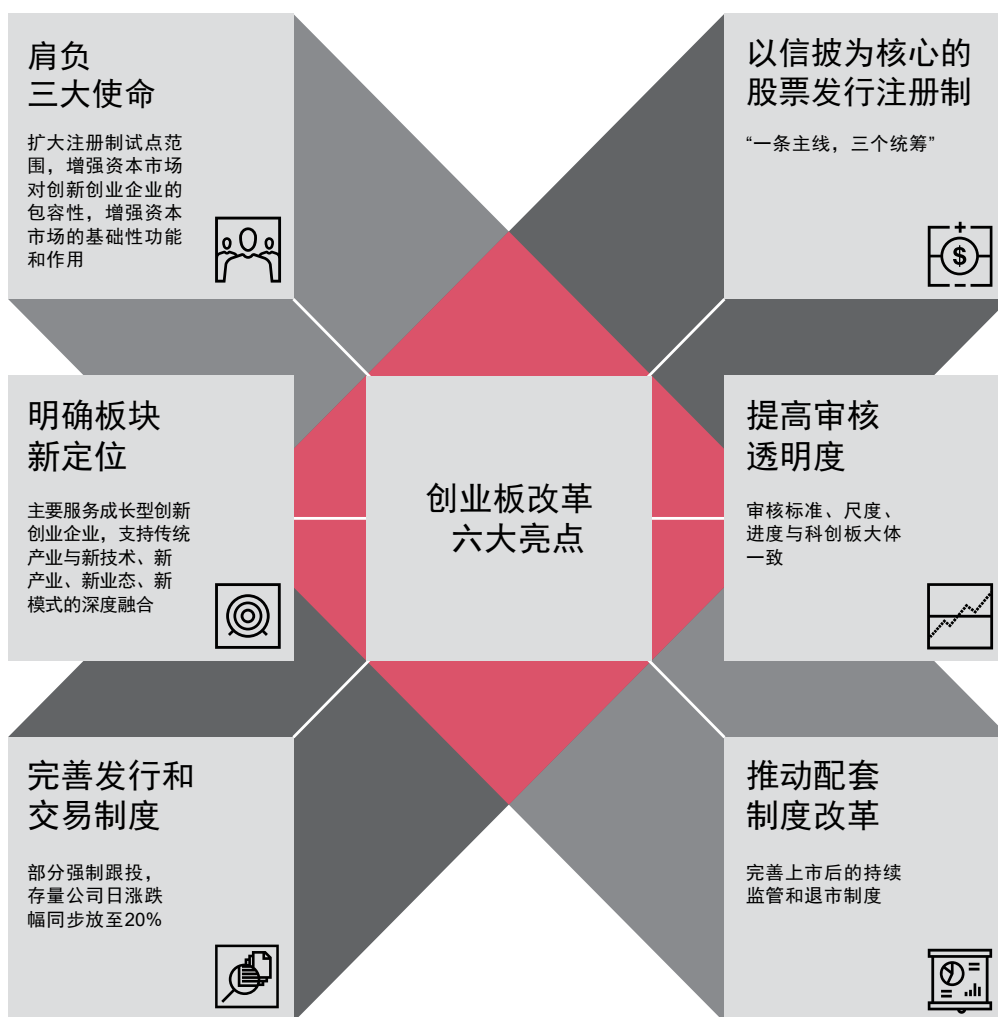 肩负
三大使命
扩大注册制试点范
围，增强资本市场
对创新创业企业的
包容性，增强资本
市场的基础性功能
和作用
以信披为核心的
股票发行注册制
“一条主线，三个统筹”
明确板块
新定位
主要服务成长型创新
创业企业，支持传统
产业与新技术、新
产业、新业态、新
模式的深度融合
创业板改革
六大亮点
提高审核
透明度
审核标准、尺度、
进度与科创板大体
一致
完善发行和
交易制度
部分强制跟投，
存量公司日涨跌
幅同步放至20%
推动配套
制度改革
完善上市后的持续
监管和退市制度